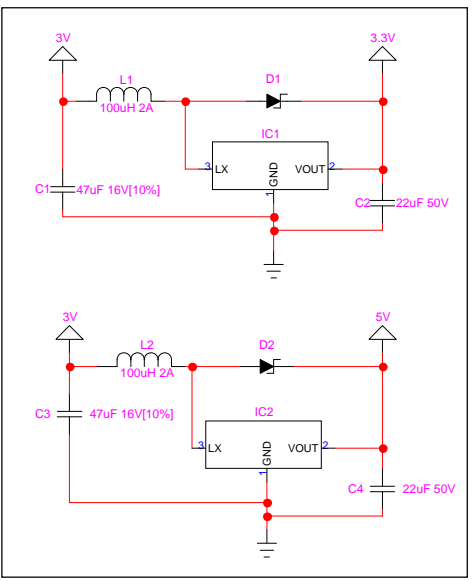 3V
3.3V
L1
100uH 2A
D1
IC1
3
LX
GND
1
VOUT
2
C1
47uF 16V[10%]
C2
22uF 50V
3V
5V
L2
100uH 2A
D2
IC2
3
LX
GND
1
VOUT
2
C3
47uF 16V[10%]
C4
22uF 50V